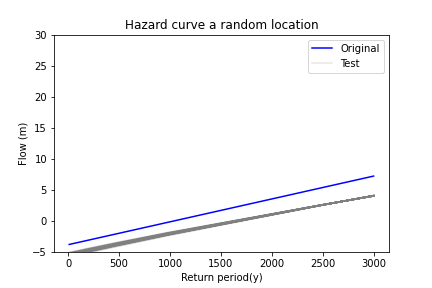 Hazard curve a random location
Original
Test
Flow (m)
30
25
20
15
10
5
0
−5
0 500 1000 1500 2000 2500 3000
Return period(y)